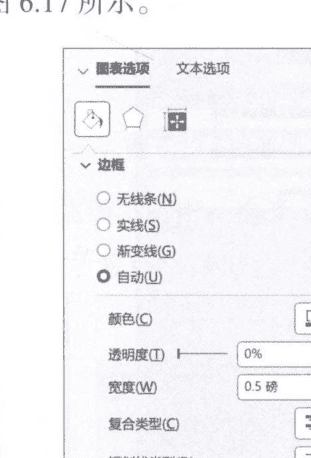 图 6.17 所示。
图表选项 文本选项
边框
无线条(N)
实线(S)
渐变线(G)
自动(U)
颜色(C)
透明度(T) 0%
宽度(W) 0.5 磅
复合类型(C)